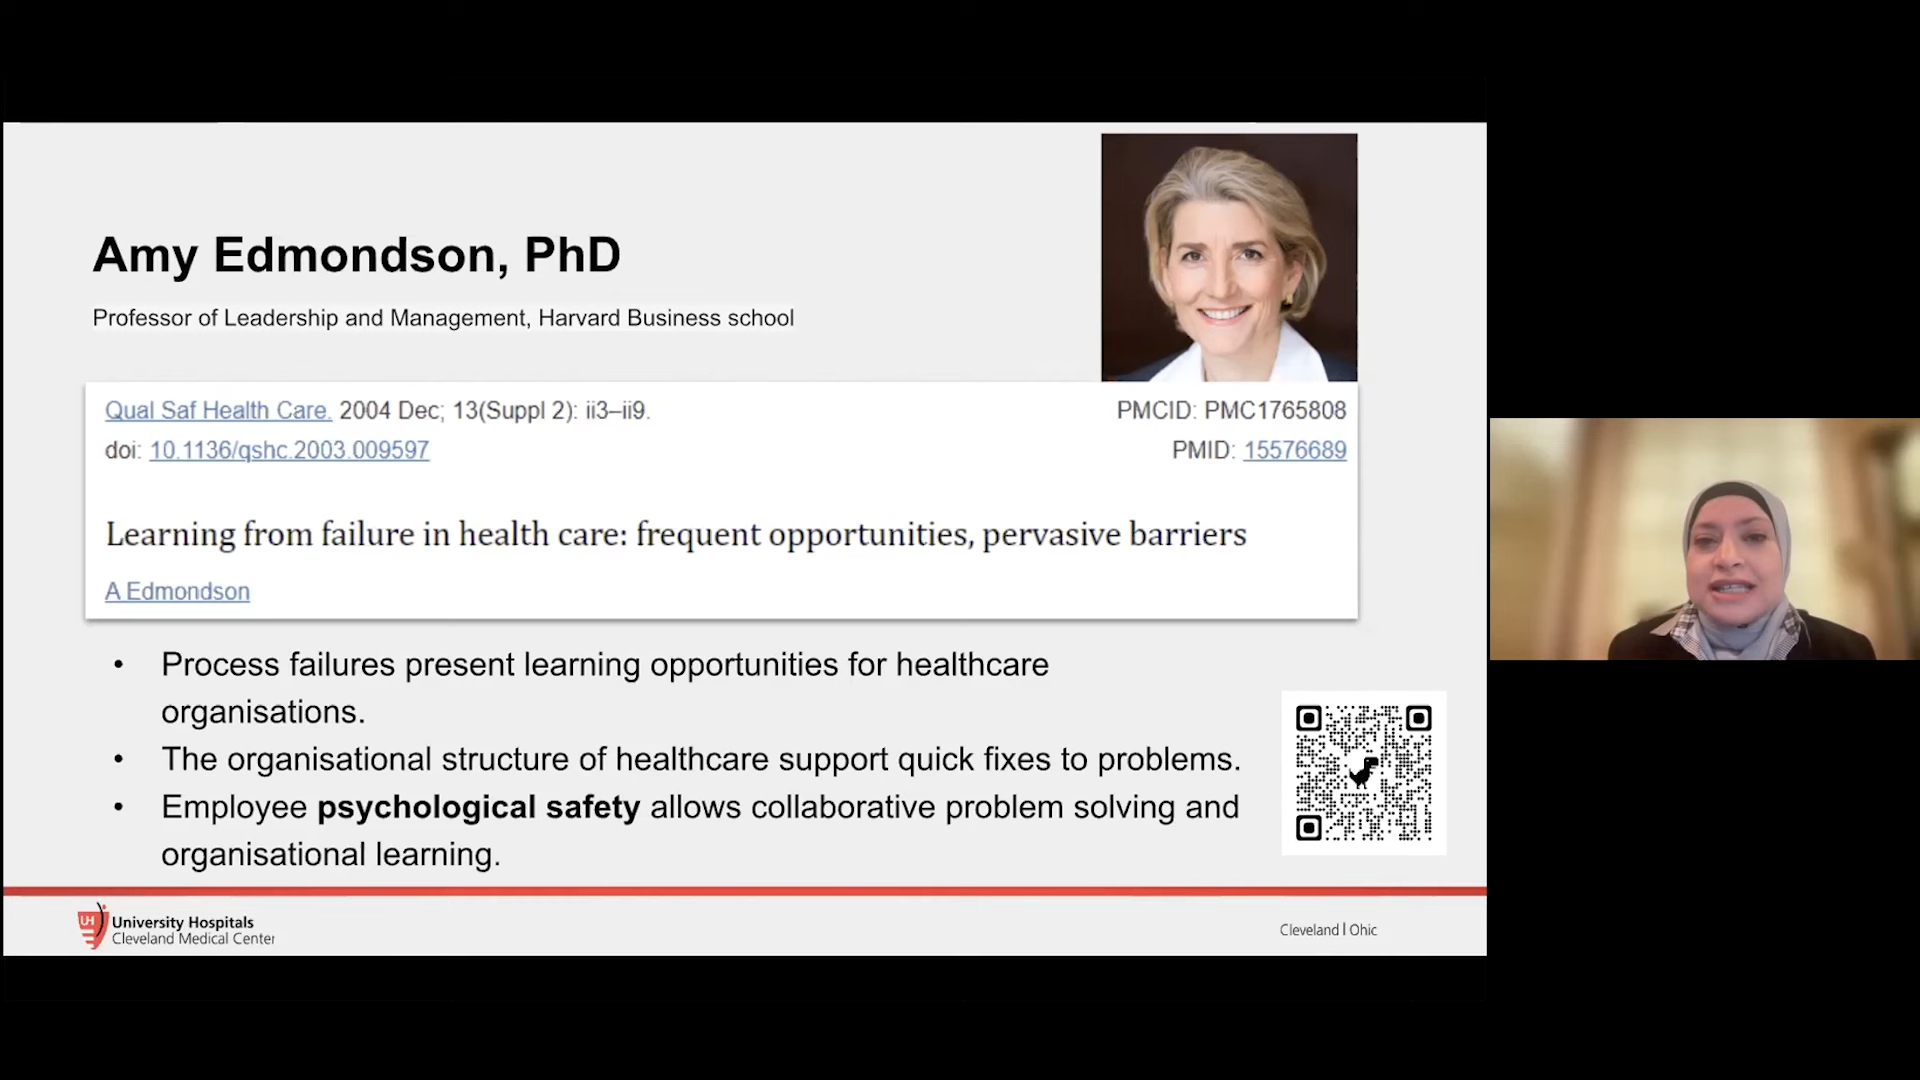 Amy Edmondson, PhD
Professor of Leadership and Management, Harvard Business school
Qual Saf Health Care. 2004 Dec; 13(Suppl 2): ii3–ii9.
PMCID: PMC1765808
doi: 10.1136/qshc.2003.009597
PMID: 15576689
Learning from failure in health care: frequent opportunities, pervasive barriers
A Edmondson
• Process failures present learning opportunities for healthcare
organisations.
• The organisational structure of healthcare support quick fixes to problems.
• Employee psychological safety allows collaborative problem solving and
organisational learning.
UH
University Hospitals
Cleveland Medical Center
Cleveland | Ohic